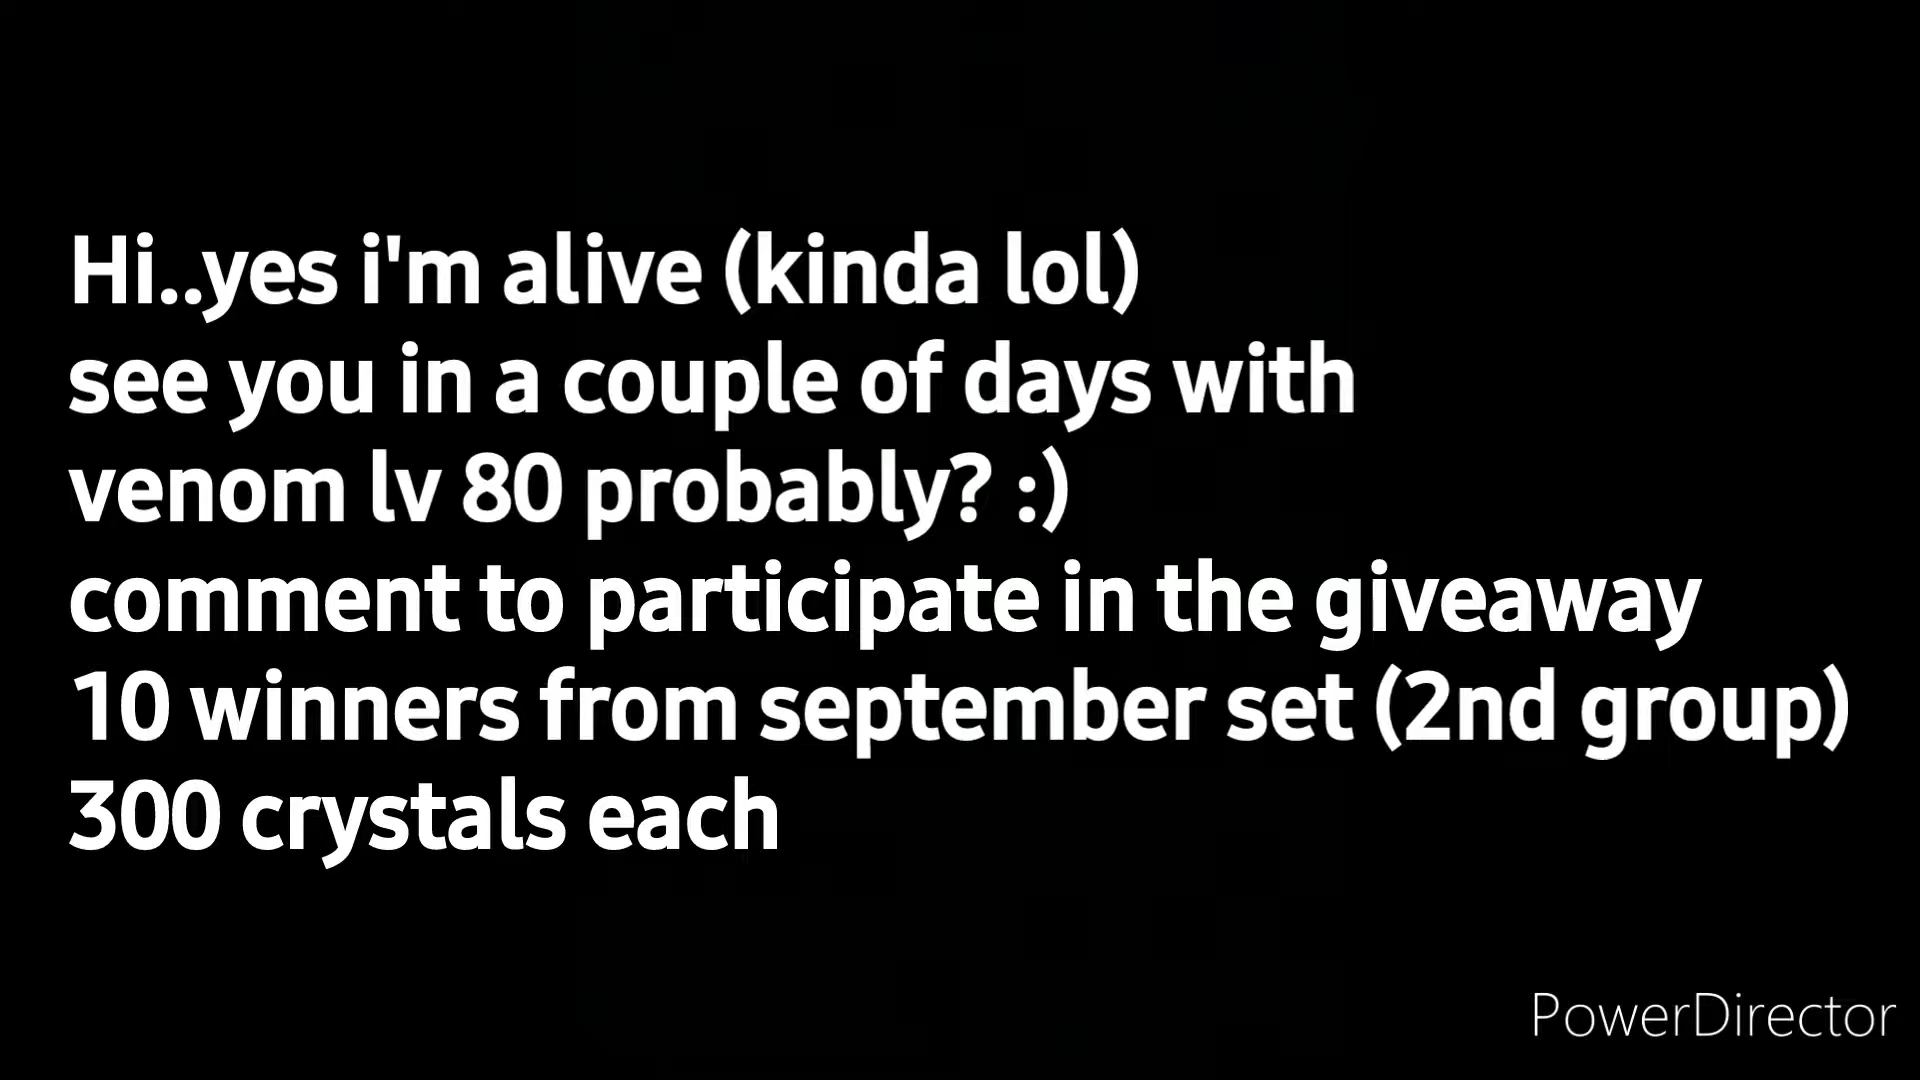 Hi..yes i'm alive (kinda lol)
see you in a couple of days with
venom lv 80 probably? :)
comment to participate in the giveaway
10 winners from september set (2nd group)
300 crystals each
PowerDirector